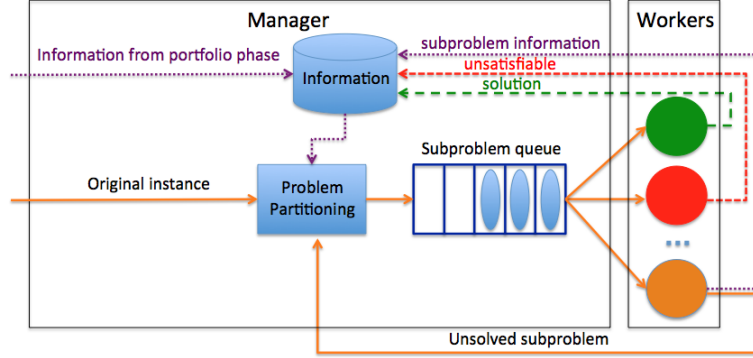 Manager
Workers
Information from portfolio phase
subproblem information
unsatisfiable
solution
Information
Subproblem queue
Original instance
Problem
Partitioning
Unsolved subproblem